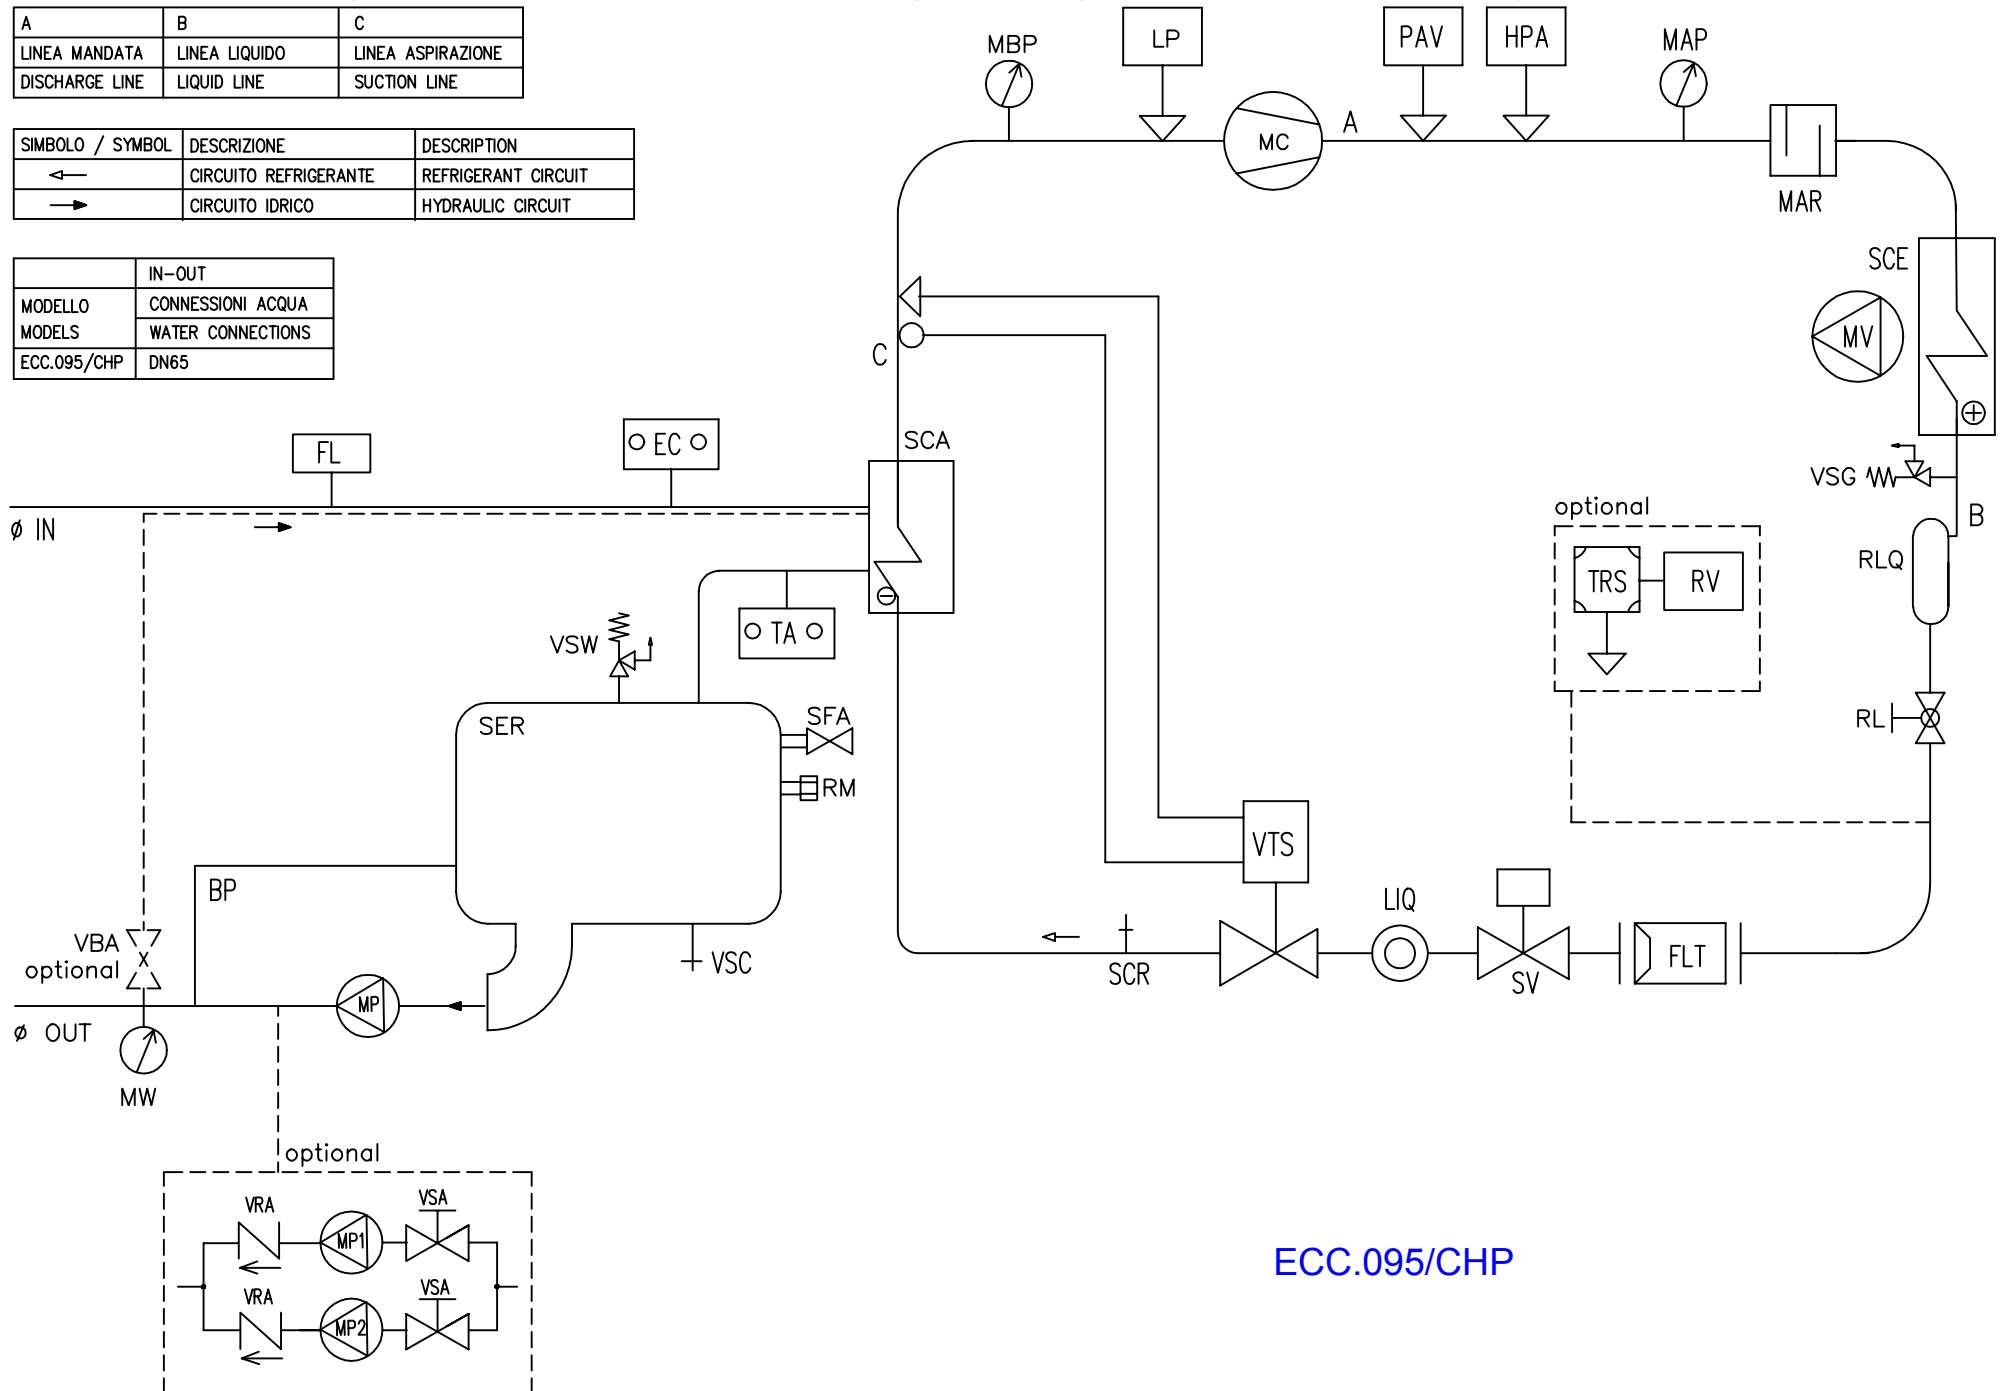 A B C
LINEA MANDATA LINEA LIQUIDO LINEA ASPIRAZIONE
DISCHARGE LINE LIQUID LINE SUCTION LINE
SIMBOLO / SYMBOL DESCRIZIONE DESCRIPTION
CIRCUITO REFRIGERANTE REFRIGERANT CIRCUIT
CIRCUITO IDRICO HYDRAULIC CIRCUIT
IN-OUT
MODELLO CONNESSIONI ACQUA
MODELS WATER CONNECTIONS
ECC.095/CHP DN65
MBP
LP
PAV
HPA
MAP
MC
A
MAR
SCE
MV
C
FL
EC
SCA
VSG
ø IN
optional
B
TRS
RV
RLQ
VSW
TA
SER
SFA
RL
RM
VTS
BP
LIQ
VBA
optional
VSC
SCR
SV
FLT
MP
ø OUT
MW
optional
VRA
VSA
MP1
VRA
VSA
MP2
ECC.095/CHP